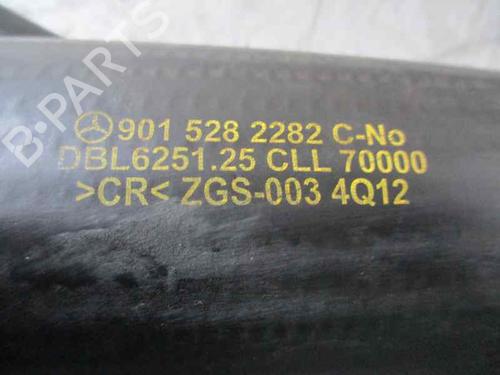 901 528 2282 C-No
DBL6251.25 CLL 70000
>CR< ZGS-003 4Q12
B-PARTS